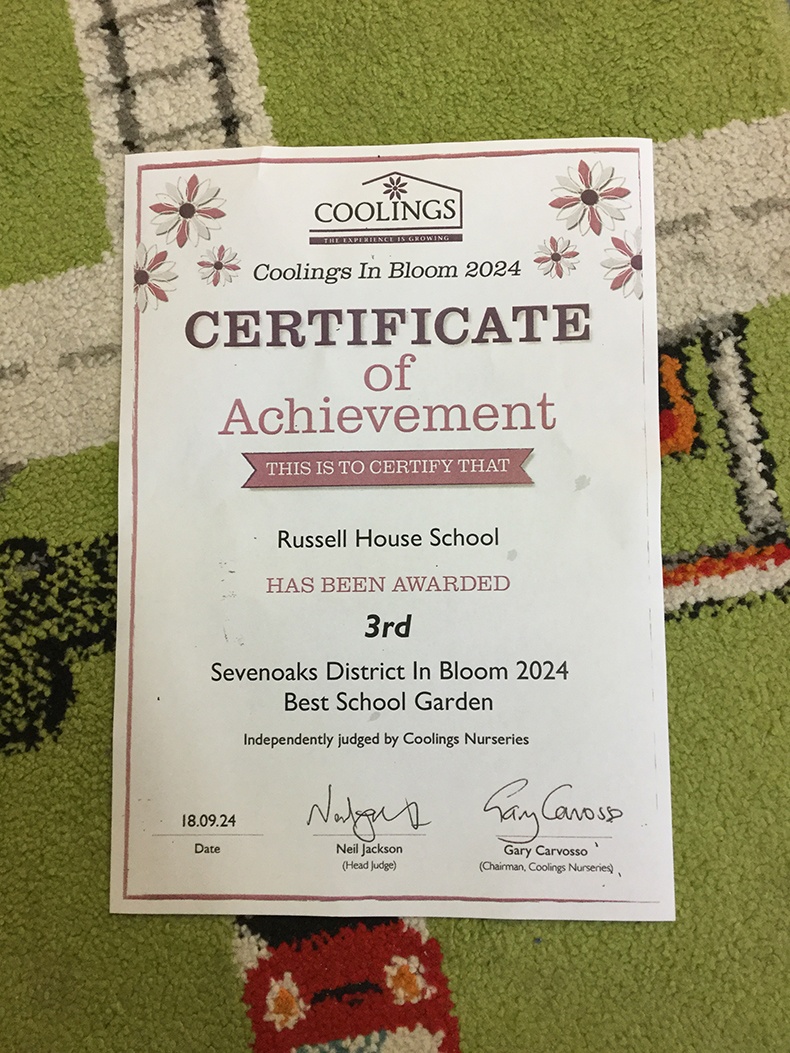 COOLINGS
THE EXPERIENCE IS GROWING
Coolings In Bloom 2024
CERTIFICATE
of
Achievement
THIS IS TO CERTIFY THAT
Russell House School
HAS BEEN AWARDED
3rd
Sevenoaks District In Bloom 2024
Best School Garden
Independently judged by Coolings Nurseries
18.09.24
Date
Neil Jackson
(Head Judge)
Gary Carvosso
Gary Carvosso
(Chairman, Coolings Nurseries)